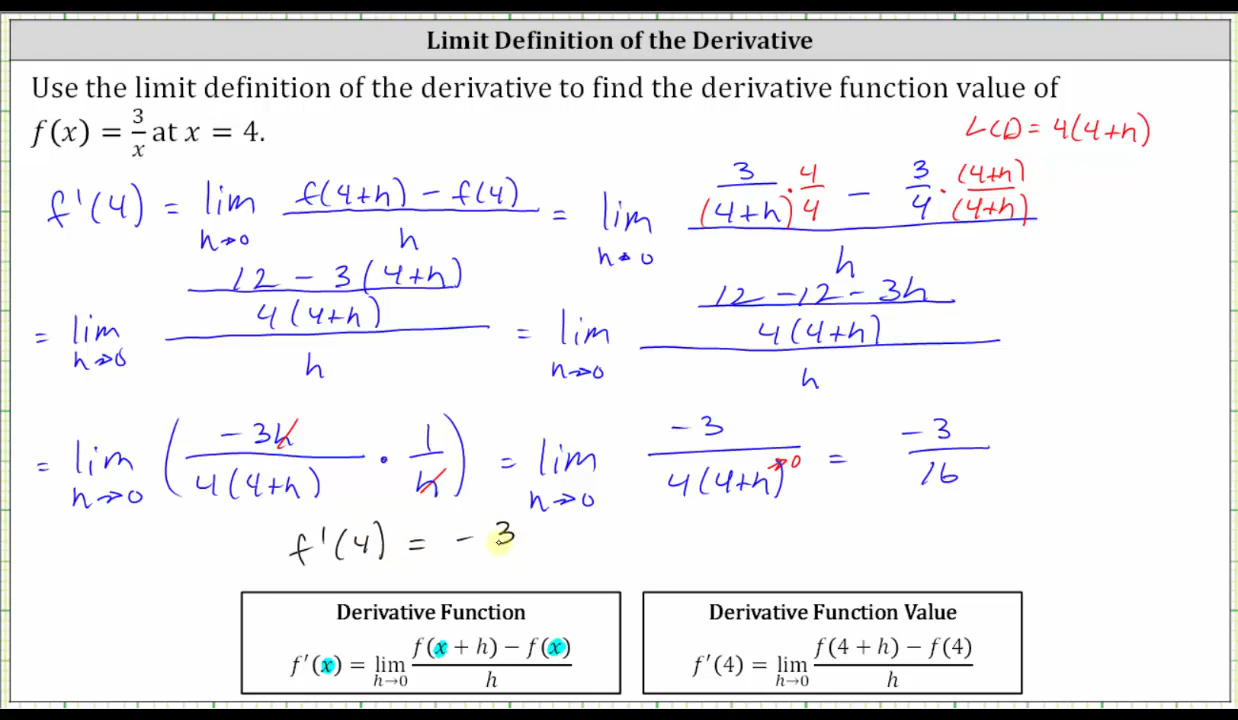 Limit Definition of the Derivative
Use the limit definition of the derivative to find the derivative function value of
f(x) = 3/x at x = 4.
LCD = 4(4+h)
f'(4) = lim h→0 (f(4+h) - f(4))/h = lim h→0 (3/(4+h) · 4/4 - 3/4 · (4+h)/(4+h))/h
= lim h→0 ((12 - 3(4+h))/(4(4+h)))/h = lim h→0 ((12 - 12 - 3h)/(4(4+h)))/h
= lim h→0 ((-3h)/(4(4+h)) · 1/h) = lim h→0 (-3)/(4(4+h)) →0 = -3/16
f'(4) = - 3
Derivative Function
f'(x) = lim h→0 (f(x + h) − f(x))/h
Derivative Function Value
f'(4) = lim h→0 (f(4 + h) − f(4))/h